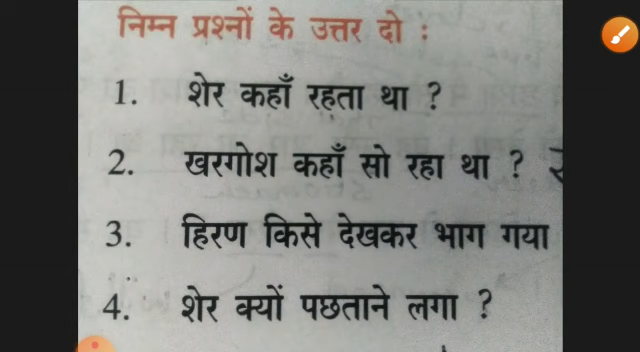 निम्न प्रश्नों के उत्तर दो :
1. शेर कहाँ रहता था ?
2. खरगोश कहाँ सो रहा था ?
3. हिरण किसे देखकर भाग गया
4. शेर क्यों पछताने लगा ?